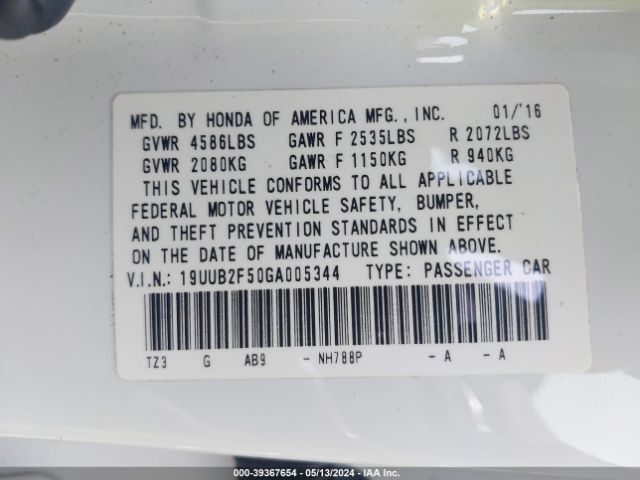 MFD. BY HONDA OF AMERICA MFG., INC. 01/'16
GVWR 4586LBS GAWR F 2535LBS R 2072LBS
GVWR 2080KG GAWR F 1150KG R 940KG
THIS VEHICLE CONFORMS TO ALL APPLICABLE
FEDERAL MOTOR VEHICLE SAFETY, BUMPER,
AND THEFT PREVENTION STANDARDS IN EFFECT
ON THE DATE OF MANUFACTURE SHOWN ABOVE.
V.I.N.: 19UUB2F50GA005344 TYPE: PASSENGER CAR
TZ3 G AB9 - NH788P - A - A
000-39367654 - 05/13/2024 - IAA Inc.